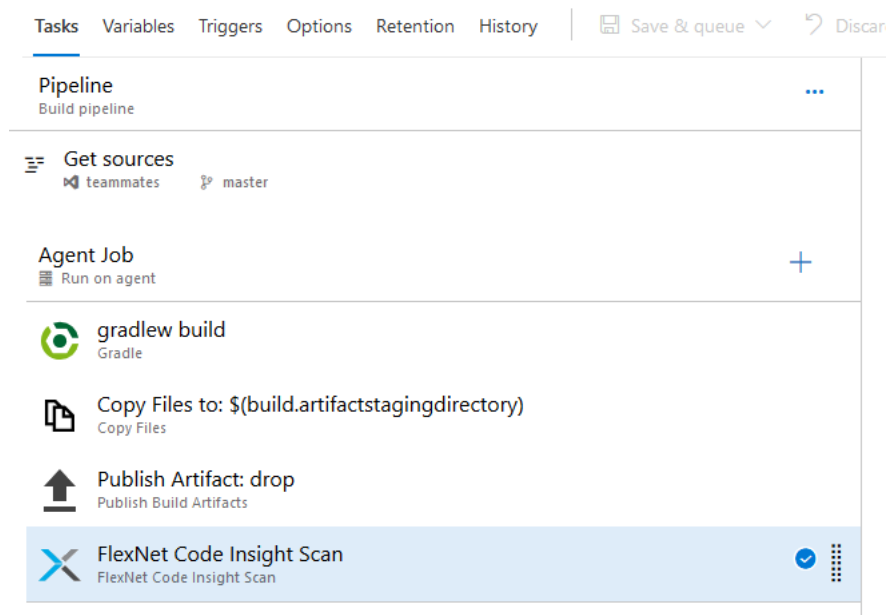 Tasks Variables Triggers Options Retention History Save & queue Discar
Pipeline
Build pipeline
Get sources
teammates master
Agent Job
Run on agent
gradlew build
Gradle
Copy Files to: $(build.artifactstagingdirectory)
Copy Files
Publish Artifact: drop
Publish Build Artifacts
FlexNet Code Insight Scan
FlexNet Code Insight Scan